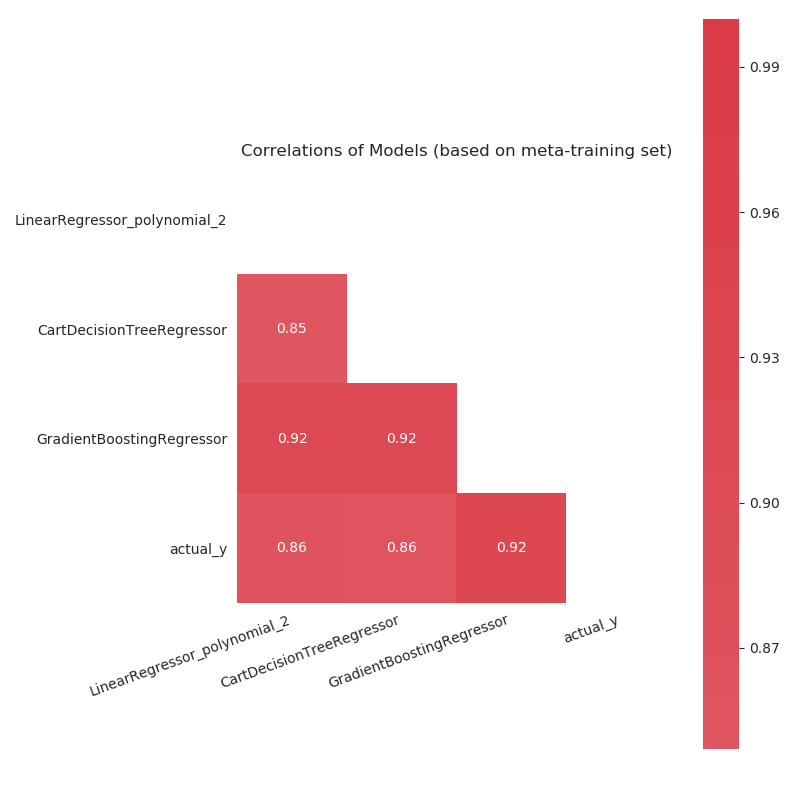 Correlations of Models (based on meta-training set)
LinearRegressor_polynomial_2
CartDecisionTreeRegressor
0.85
GradientBoostingRegressor
0.92 0.92
actual_y
0.86 0.86 0.92
LinearRegressor_polynomial_2
CartDecisionTreeRegressor
GradientBoostingRegressor
actual_y
0.99
0.96
0.93
0.90
0.87